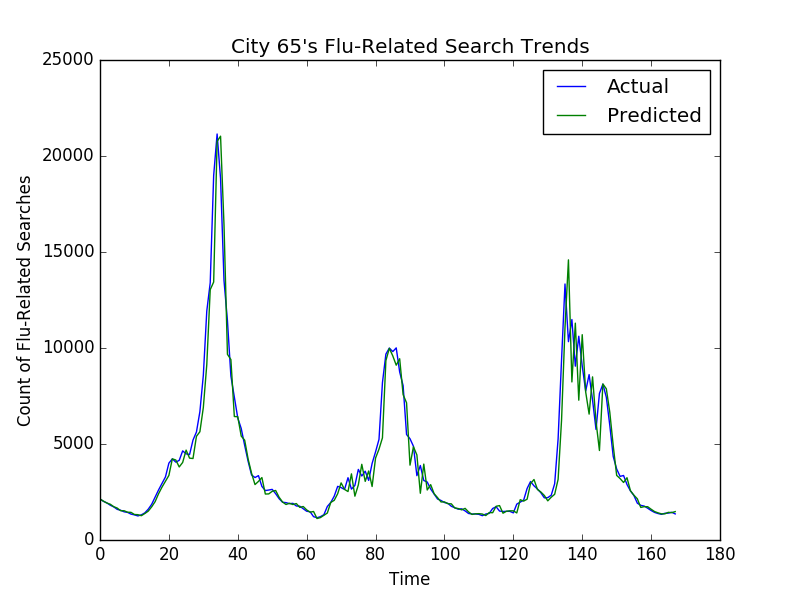 City 65's Flu-Related Search Trends
25000
20000
15000
10000
5000
0
Count of Flu-Related Searches
Actual
Predicted
0 20 40 60 80 100 120 140 160 180
Time